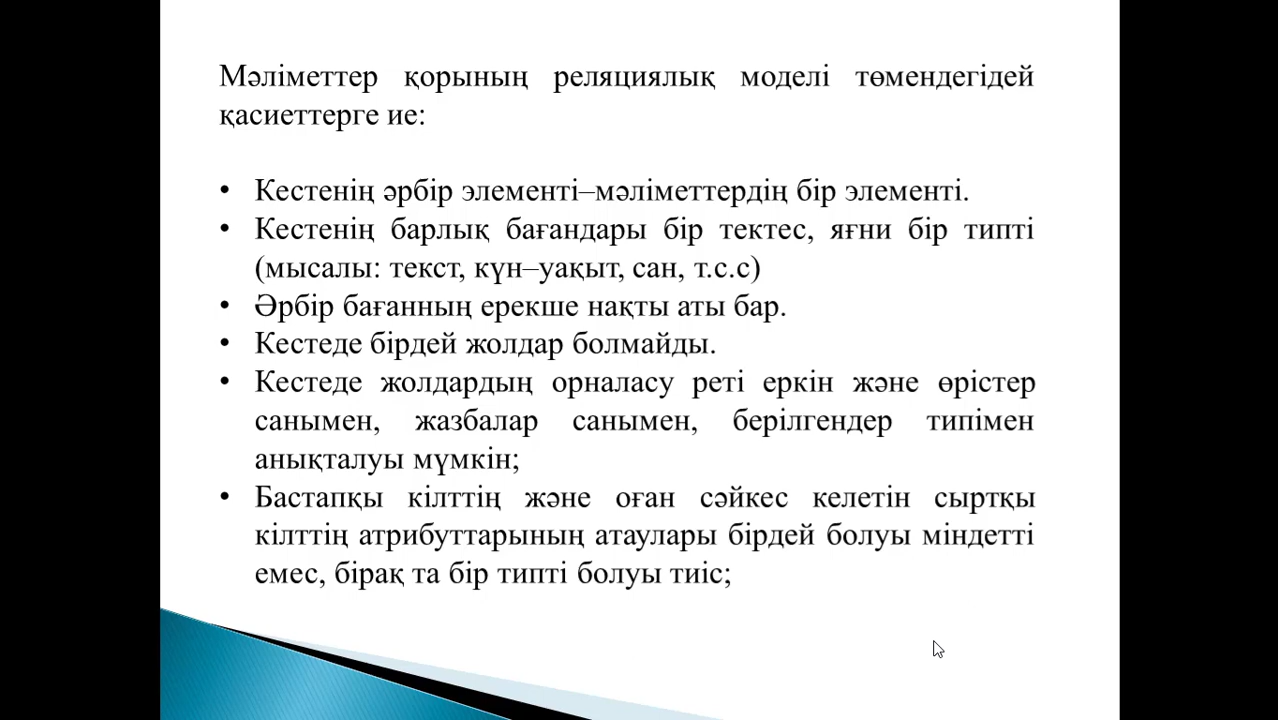 Мәліметтер қорының реляциялық моделі төмендегідей
қасиеттерге ие:
• Кестенің әрбір элементі–мәліметтердің бір элементі.
• Кестенің барлық бағандары бір тектес, яғни бір типті
(мысалы: текст, күн–уақыт, сан, т.с.с)
• Әрбір бағанның ерекше нақты аты бар.
• Кестеде бірдей жолдар болмайды.
• Кестеде жолдардың орналасу реті еркін және өрістер
санымен, жазбалар санымен, берілгендер типімен
анықталуы мүмкін;
• Бастапқы кілттің және оған сәйкес келетін сыртқы
кілттің атрибуттарының атаулары бірдей болуы міндетті
емес, бірақ та бір типті болуы тиіс;